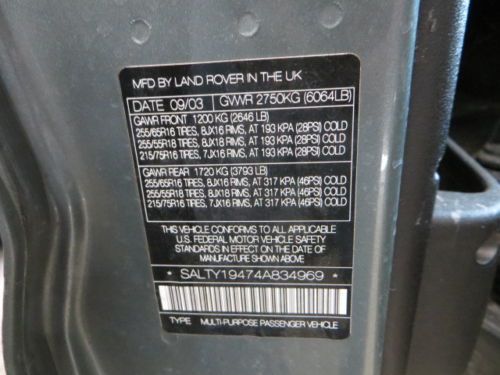 MFD BY LAND ROVER IN THE UK
DATE 09/03 GVWR 2750KG (6064LB)
GAWR FRONT 1200 KG (2646 LB)
255/65R16 TIRES, 8JX16 RIMS, AT 193 KPA (28PSI) COLD
255/55R18 TIRES, 8JX18 RIMS, AT 193 KPA (28PSI) COLD
215/75R16 TIRES, 7JX16 RIMS, AT 193 KPA (28PSI) COLD
GAWR REAR 1720 KG (3793 LB)
255/65R16 TIRES, 8JX16 RIMS, AT 317 KPA (46PSI) COLD
255/55R18 TIRES, 8JX18 RIMS, AT 317 KPA (46PSI) COLD
215/75R16 TIRES, 7JX16 RIMS, AT 317 KPA (46PSI) COLD
THIS VEHICLE CONFORMS TO ALL APPLICABLE
U.S. FEDERAL MOTOR VEHICLE SAFETY
STANDARDS IN EFFECT ON THE DATE OF
MANUFACTURE SHOWN ABOVE
* SALTY19474A834969 *
TYPE MULTI-PURPOSE PASSENGER VEHICLE